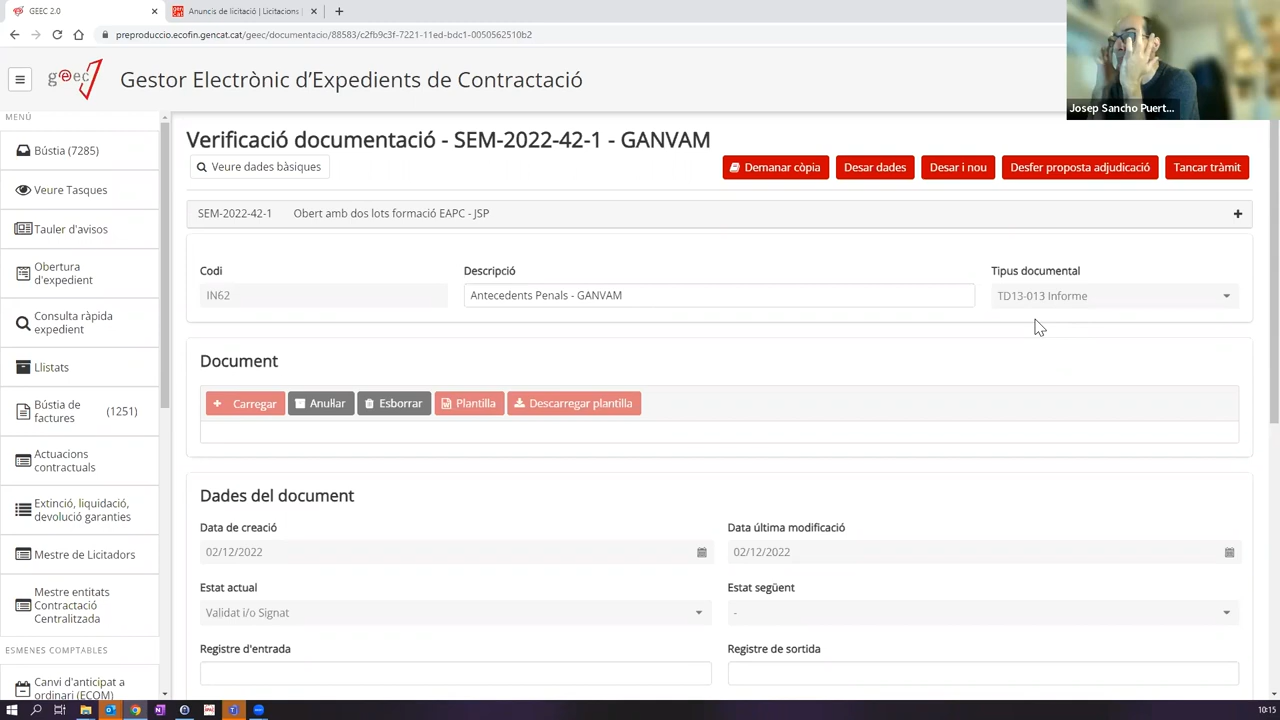 GEEC 2.0
Anuncis de licitació | Licitacions
preproduccio.ecofin.gencat.cat/geec/documentacio/88583/c2fb9c3f-7221-11ed-bdc1-0050562510b2
geec
Gestor Electrònic d'Expedients de Contractació
Josep Sancho Puert...
MENÚ
Bústia (7285)
Veure Tasques
Tauler d'avisos
Obertura
d'expedient
Consulta ràpida
expedient
Llistats
Bústia de
factures
(1251)
Actuacions
contractuals
Extinció, liquidació,
devolució garanties
Mestre de Licitadors
Mestre entitats
Contractació
Centralitzada
ESMENES COMPTABLES
Canvi d'anticipat a
ordinari (ECOM)
Verificació documentació - SEM-2022-42-1 - GANVAM
Veure dades bàsiques
Demanar còpia
Desar dades
Desar i nou
Desfer proposta adjudicació
Tancar tràmit
SEM-2022-42-1 Obert amb dos lots formació EAPC - JSP
Codi
Descripció
Tipus documental
IN62
Antecedents Penals - GANVAM
TD13-013 Informe
Document
Carregar
Anul·lar
Esborrar
Plantilla
Descarregar plantilla
Dades del document
Data de creació
Data última modificació
02/12/2022
02/12/2022
Estat actual
Estat següent
Validat i/o Signat
-
Registre d'entrada
Registre de sortida
10:15